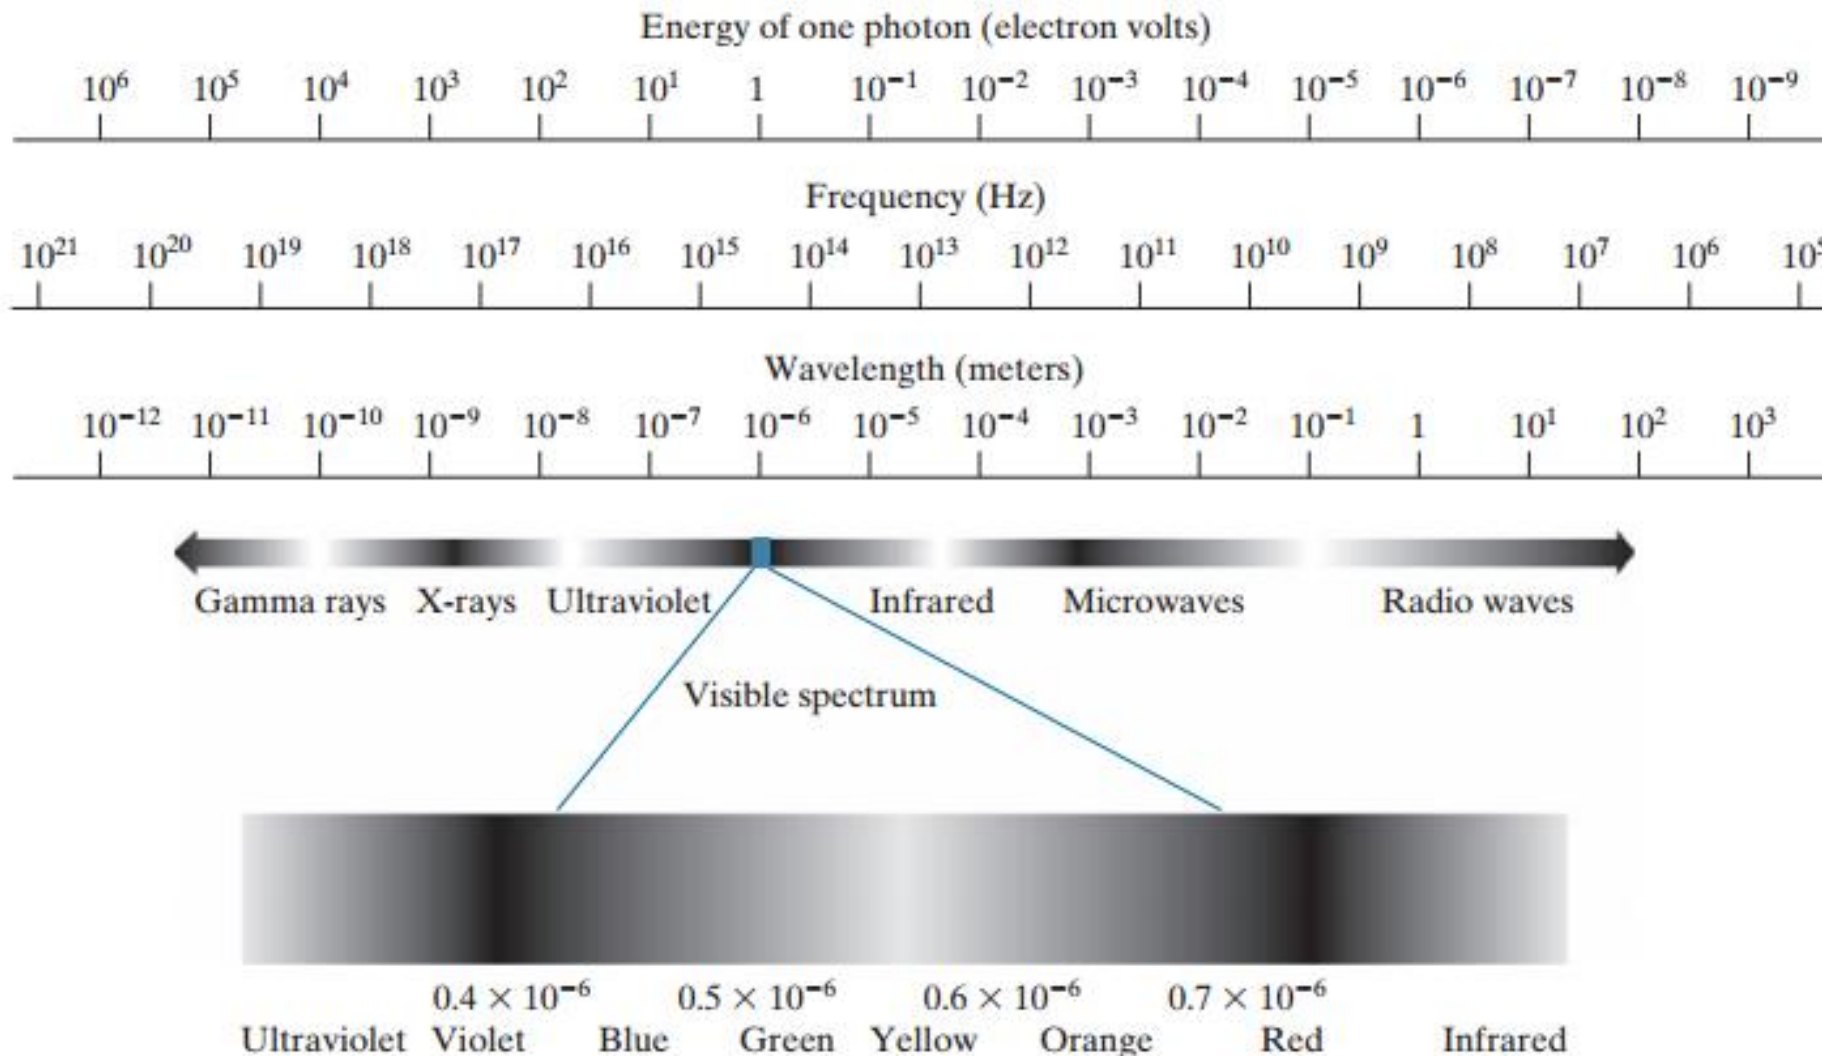 Energy of one photon (electron volts)
10⁶ 10⁵ 10⁴ 10³ 10² 10¹ 1 10⁻¹ 10⁻² 10⁻³ 10⁻⁴ 10⁻⁵ 10⁻⁶ 10⁻⁷ 10⁻⁸ 10⁻⁹
Frequency (Hz)
10²¹ 10²⁰ 10¹⁹ 10¹⁸ 10¹⁷ 10¹⁶ 10¹⁵ 10¹⁴ 10¹³ 10¹² 10¹¹ 10¹⁰ 10⁹ 10⁸ 10⁷ 10⁶ 10⁵
Wavelength (meters)
10⁻¹² 10⁻¹¹ 10⁻¹⁰ 10⁻⁹ 10⁻⁸ 10⁻⁷ 10⁻⁶ 10⁻⁵ 10⁻⁴ 10⁻³ 10⁻² 10⁻¹ 1 10¹ 10² 10³
Gamma rays X-rays Ultraviolet Infrared Microwaves Radio waves
Visible spectrum
0.4 × 10⁻⁶ 0.5 × 10⁻⁶ 0.6 × 10⁻⁶ 0.7 × 10⁻⁶
Ultraviolet Violet Blue Green Yellow Orange Red Infrared